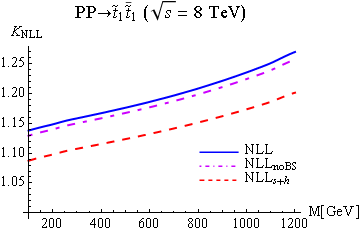 PP→t̃₁t̃̄₁ (√s = 8 TeV)
K_NLL
1.25
1.20
1.15
1.10
1.05
NLL
NLL_noBS
NLL_s+h
200 400 600 800 1000 1200 M[GeV]